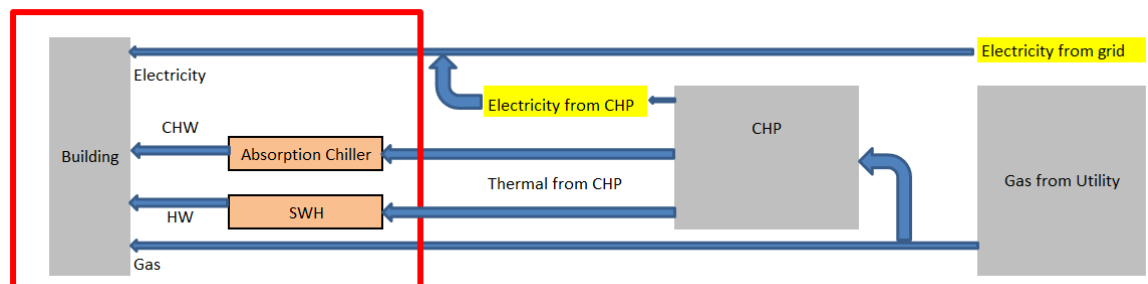 Electricity from grid
Electricity
Electricity from CHP
CHW
CHP
Building
Absorption Chiller
Thermal from CHP
Gas from Utility
SWH
HW
Gas